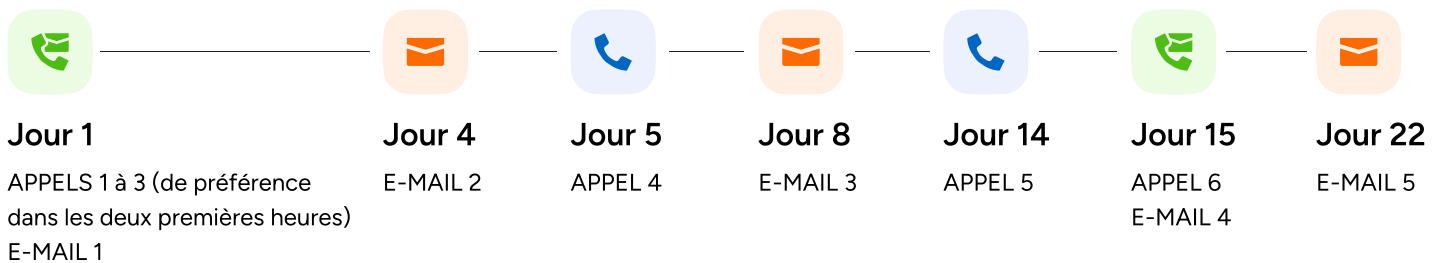 Jour 1
APPELS 1 à 3 (de préférence
dans les deux premières heures)
E-MAIL 1
Jour 4
E-MAIL 2
Jour 5
APPEL 4
Jour 8
E-MAIL 3
Jour 14
APPEL 5
Jour 15
APPEL 6
E-MAIL 4
Jour 22
E-MAIL 5